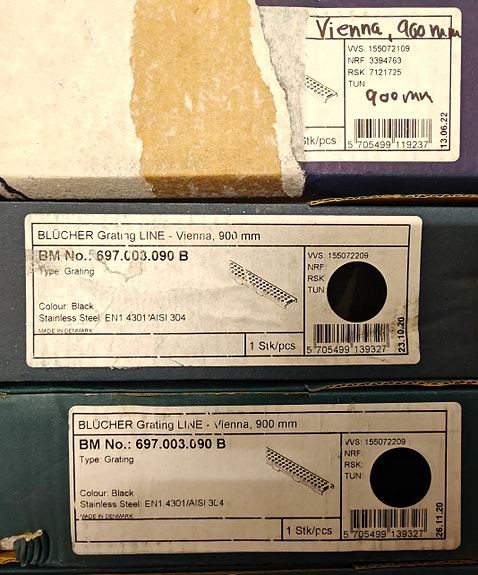 Vienna, 900 mm
VVS: 155072109
NRF: 3394763
RSK: 7121725
TUN:
900 mm
Stk/pcs
5 705499 119237
13.06.22
BLÜCHER Grating LINE - Vienna, 900 mm
BM No.: 697.003.090 B
Type: Grating
Colour: Black
Stainless Steel: EN1.4301/AISI 304
MADE IN DENMARK
1 Stk/pcs
VVS: 155072209
NRF:
RSK:
TUN:
5 705499 139327
23.10.20
BLÜCHER Grating LINE - Vienna, 900 mm
BM No.: 697.003.090 B
Type: Grating
Colour: Black
Stainless Steel: EN1.4301/AISI 304
MADE IN DENMARK
1 Stk/pcs
VVS: 155072209
NRF:
RSK:
TUN:
5 705499 139327
26.11.20